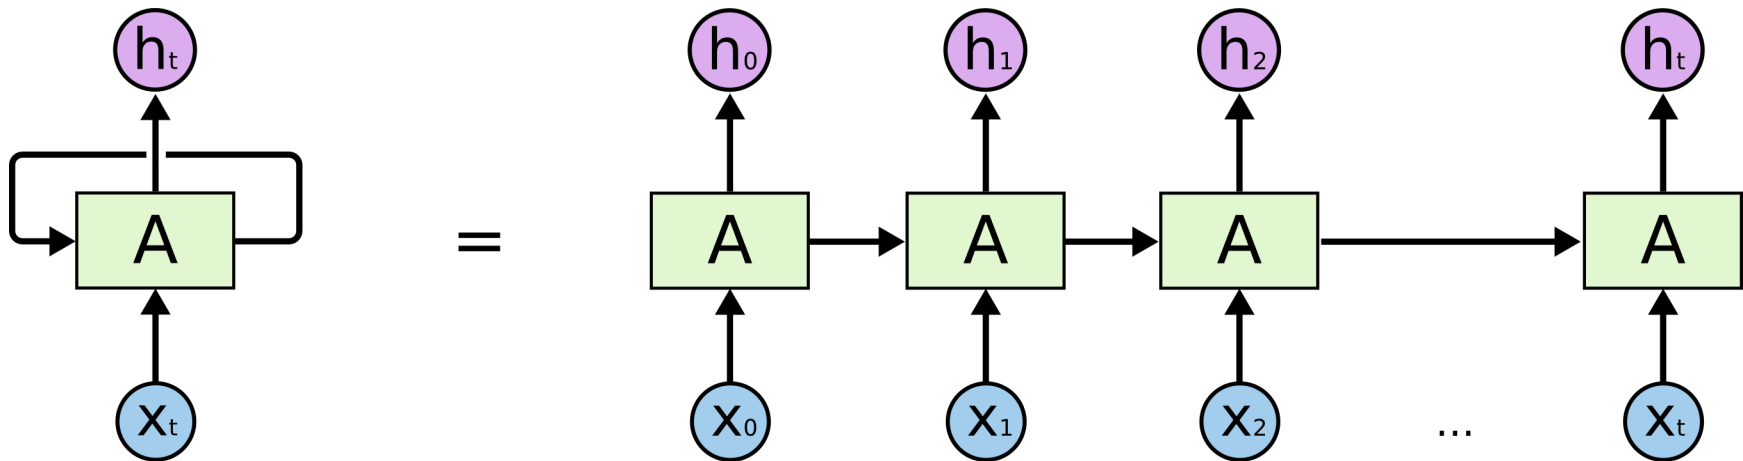 hₜ h₀ h₁ h₂ hₜ
A = A A A A
xₜ x₀ x₁ x₂ ... xₜ